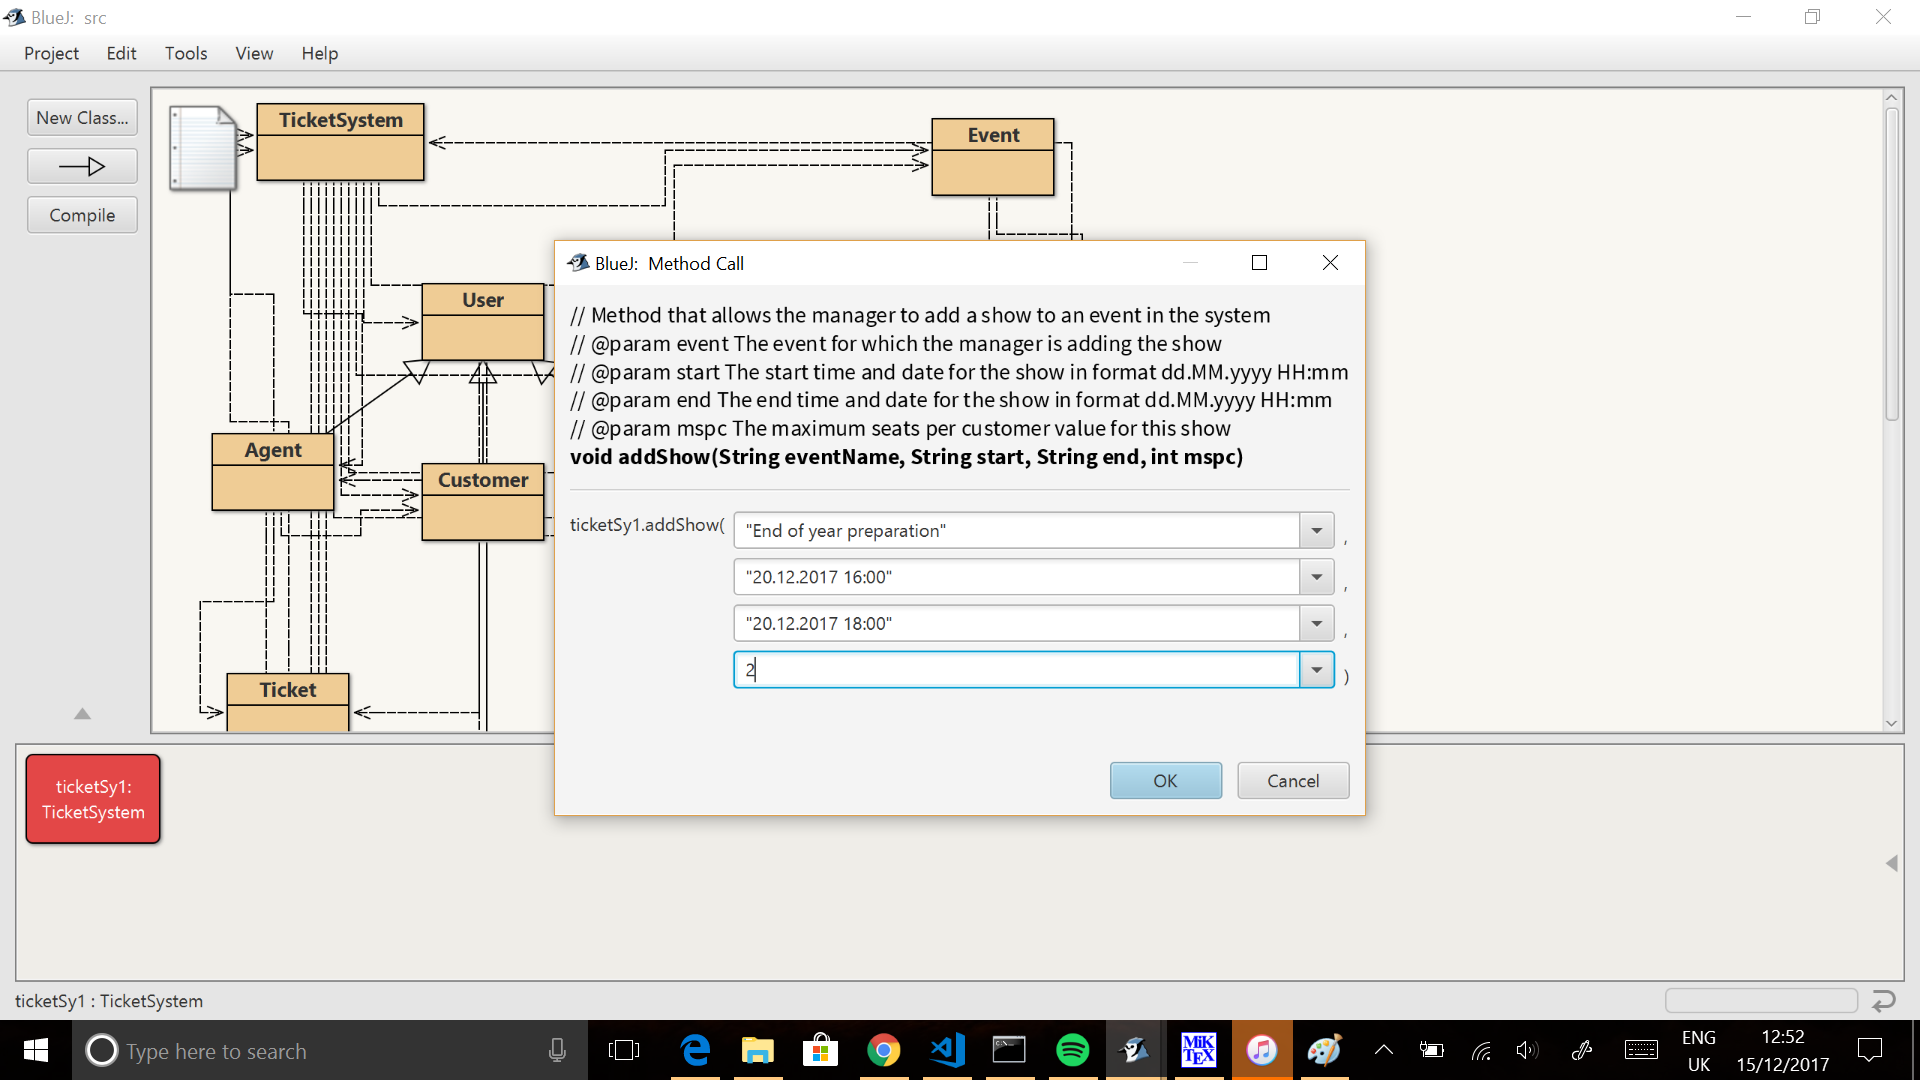 BlueJ: src
Project Edit Tools View Help
New Class...
Compile
TicketSystem
Event
User
Agent
Customer
Ticket
BlueJ: Method Call
// Method that allows the manager to add a show to an event in the system
// @param event The event for which the manager is adding the show
// @param start The start time and date for the show in format dd.MM.yyyy HH:mm
// @param end The end time and date for the show in format dd.MM.yyyy HH:mm
// @param mspc The maximum seats per customer value for this show
void addShow(String eventName, String start, String end, int mspc)
ticketSy1.addShow( "End of year preparation" ,
"20.12.2017 16:00" ,
"20.12.2017 18:00" ,
2 )
OK Cancel
ticketSy1:
TicketSystem
ticketSy1 : TicketSystem
Type here to search
MiK
TEX
ENG
UK
12:52
15/12/2017